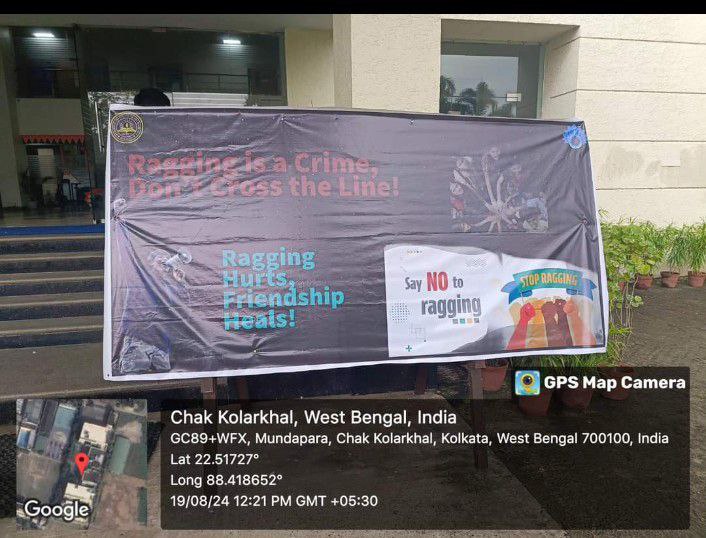 Ragging is a Crime,
Don't Cross the Line!
Ragging
Hurts,
Friendship
Heals!
Say NO to
ragging
STOP RAGGING
GPS Map Camera
Chak Kolarkhal, West Bengal, India
GC89+WFX, Mundapara, Chak Kolarkhal, Kolkata, West Bengal 700100, India
Lat 22.51727°
Long 88.418652°
19/08/24 12:21 PM GMT +05:30
Google